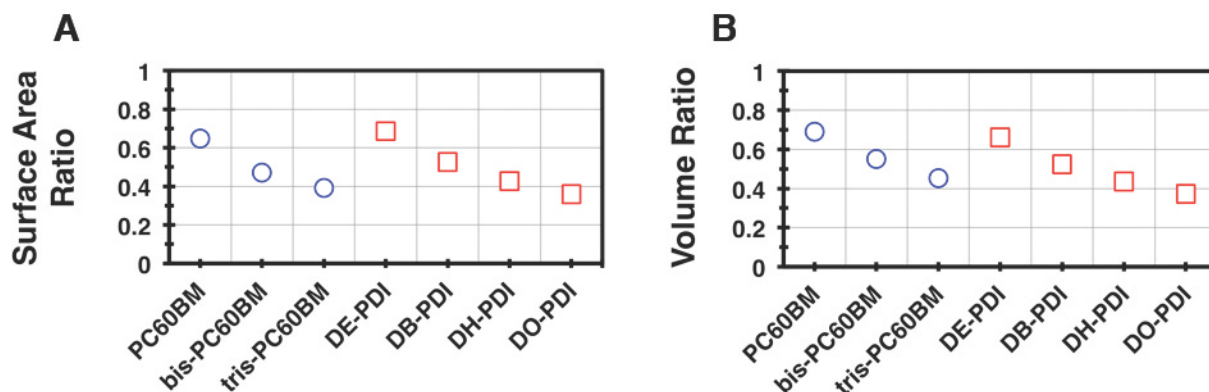 A
Surface Area
Ratio
1
0.8
0.6
0.4
0.2
0
PC60BM
bis-PC60BM
tris-PC60BM
DE-PDI
DB-PDI
DH-PDI
DO-PDI
B
Volume Ratio
1
0.8
0.6
0.4
0.2
0
PC60BM
bis-PC60BM
tris-PC60BM
DE-PDI
DB-PDI
DH-PDI
DO-PDI